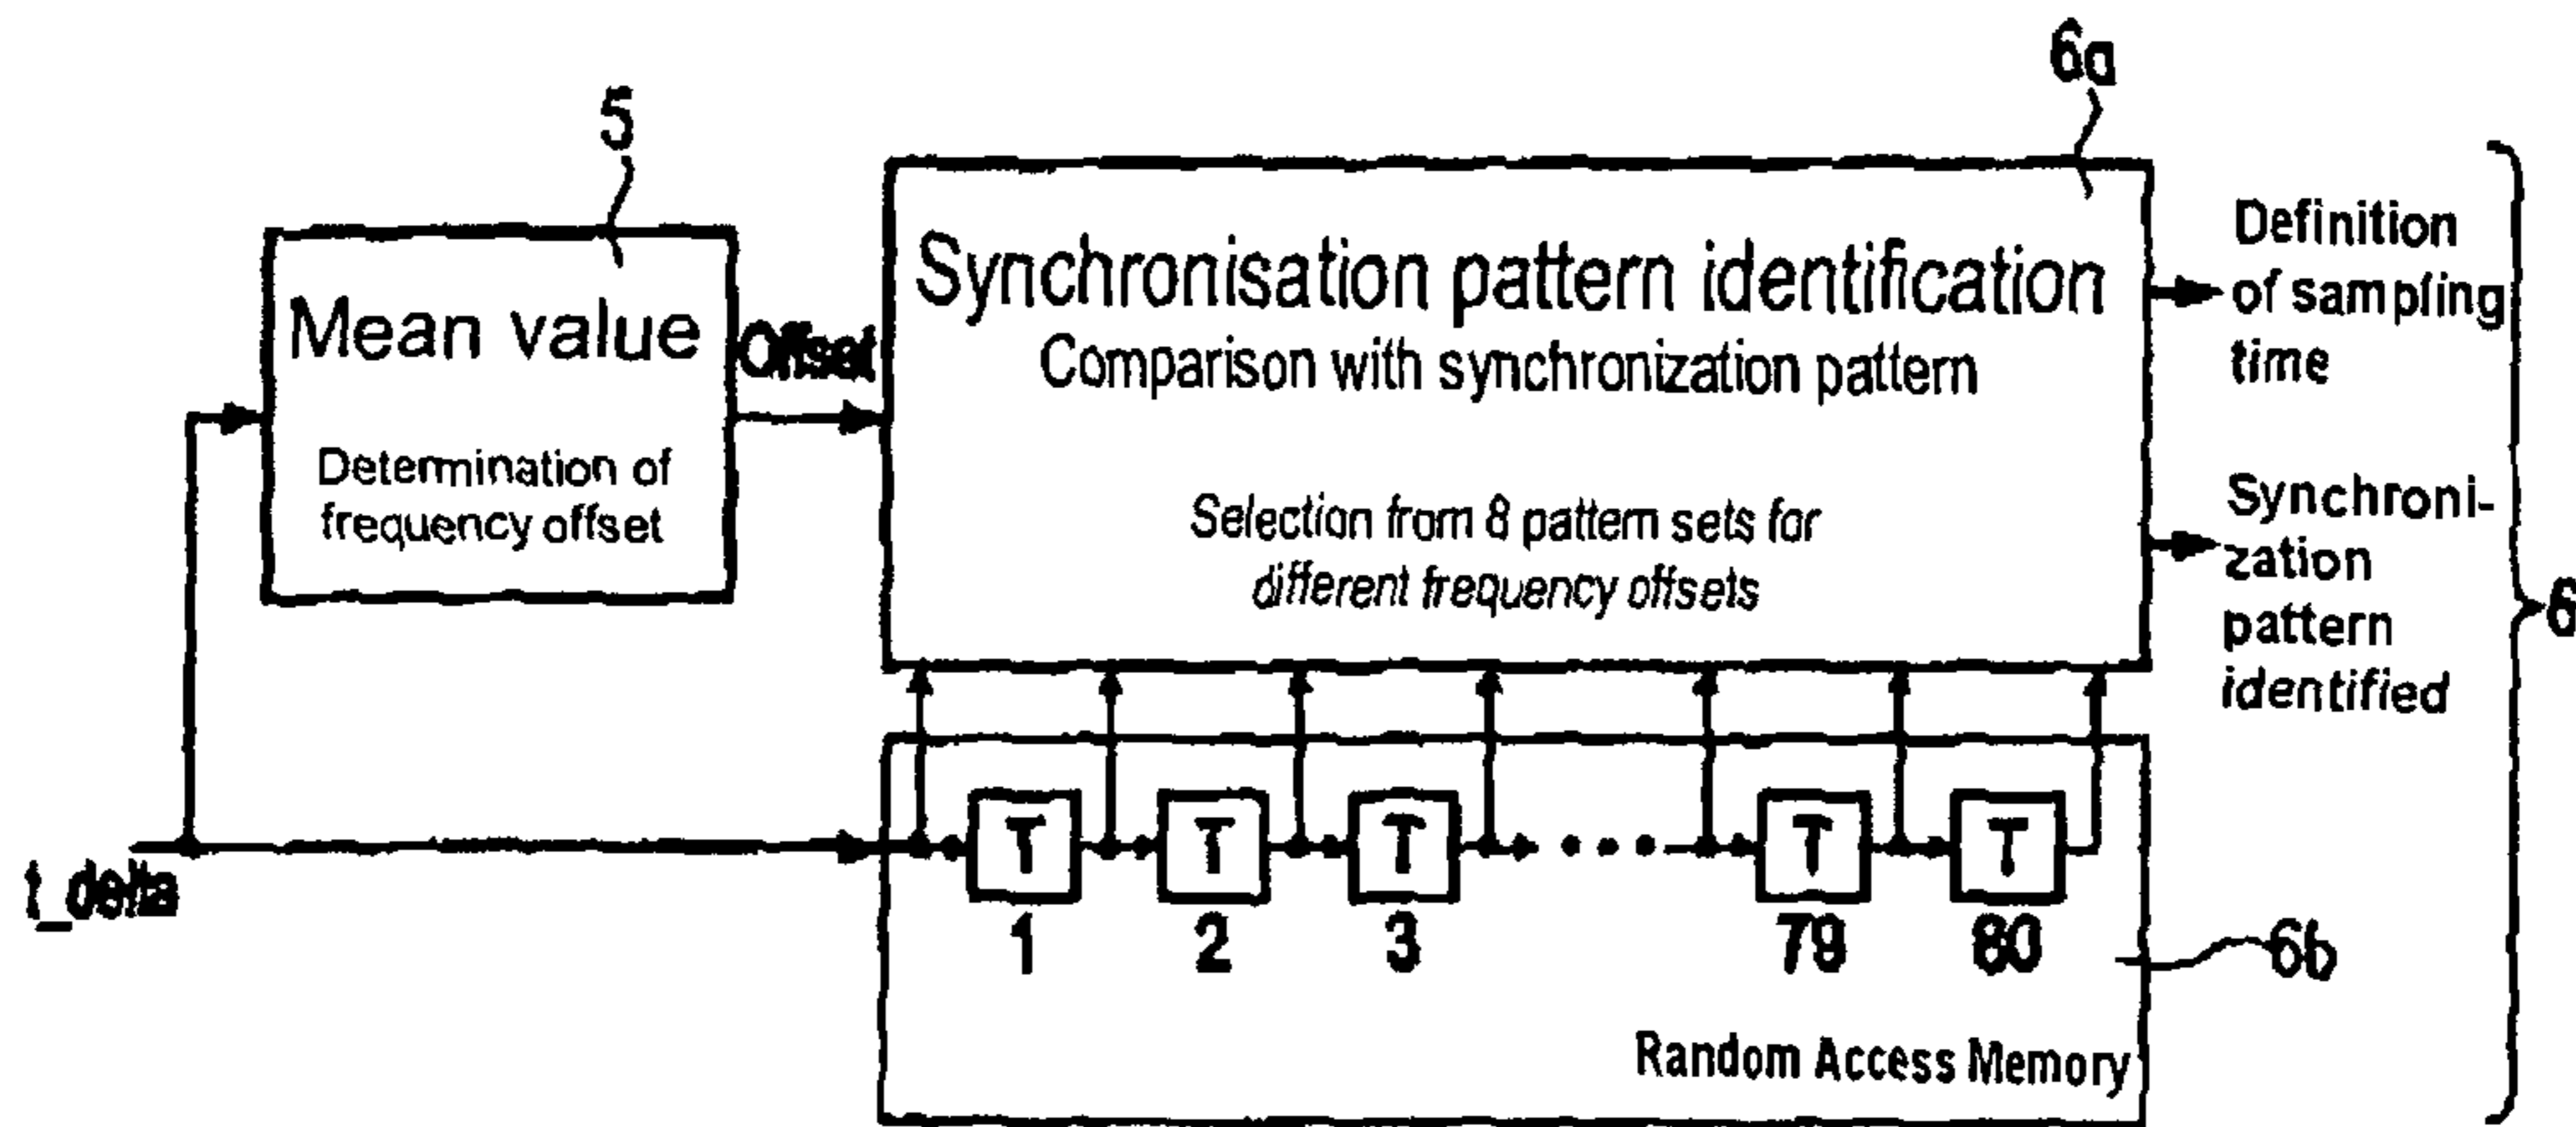 5
6a
Mean value
Determination of
frequency offset
Offset
Synchronisation pattern identification
Comparison with synchronization pattern
Selection from 8 pattern sets for
different frequency offsets
Definition
of sampling
time
Synchroni-
zation
pattern
identified
6
t_delta
T T T T T
1 2 3 79 80
6b
Random Access Memory